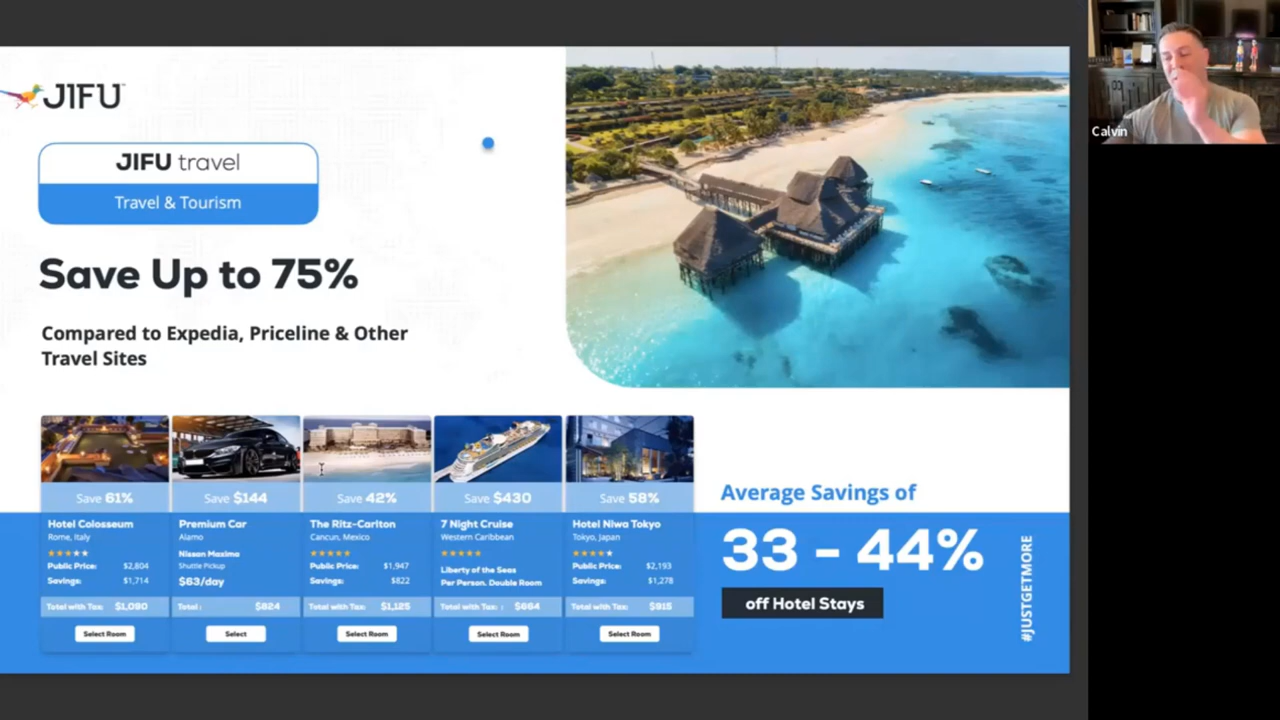 JIFU
JIFU travel
Travel & Tourism
Save Up to 75%
Compared to Expedia, Priceline & Other
Travel Sites
Save 61%
Hotel Colosseum
Rome, Italy
Public Price: $2,804
Savings: $1,714
Total with Tax: $1,090
Select Room
Save $144
Premium Car
Alamo
Nissan Maxima
Shuttle Pickup
$63/day
Total : $824
Select
Save 42%
The Ritz-Carlton
Cancun, Mexico
Public Price: $1,947
Savings: $822
Total with Tax: $1,125
Select Room
Save $430
7 Night Cruise
Western Caribbean
Liberty of the Seas
Per Person. Double Room
Total with Tax: : $664
Select Room
Save 58%
Hotel Niwa Tokyo
Tokyo, Japan
Public Price: $2,193
Savings: $1,278
Total with Tax: $915
Select Room
Average Savings of
33 - 44%
off Hotel Stays
#JUSTGETMORE
Calvin